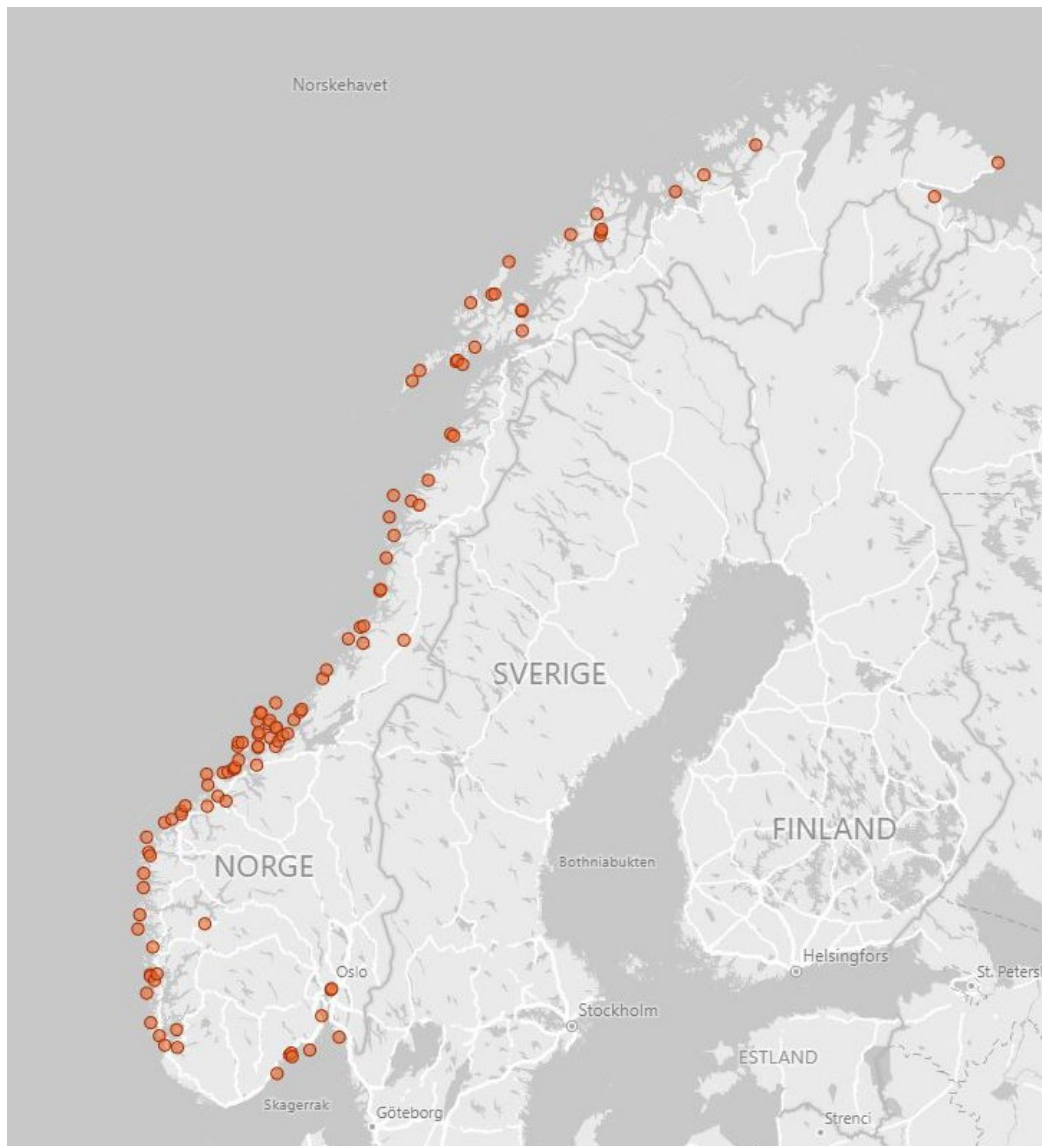 Norskehavet
SVERIGE
FINLAND
Bothniabukten
NORGE
Helsingfors
Oslo
St. Petersb
Stockholm
ESTLAND
Skagerrak
Göteborg
Strenci